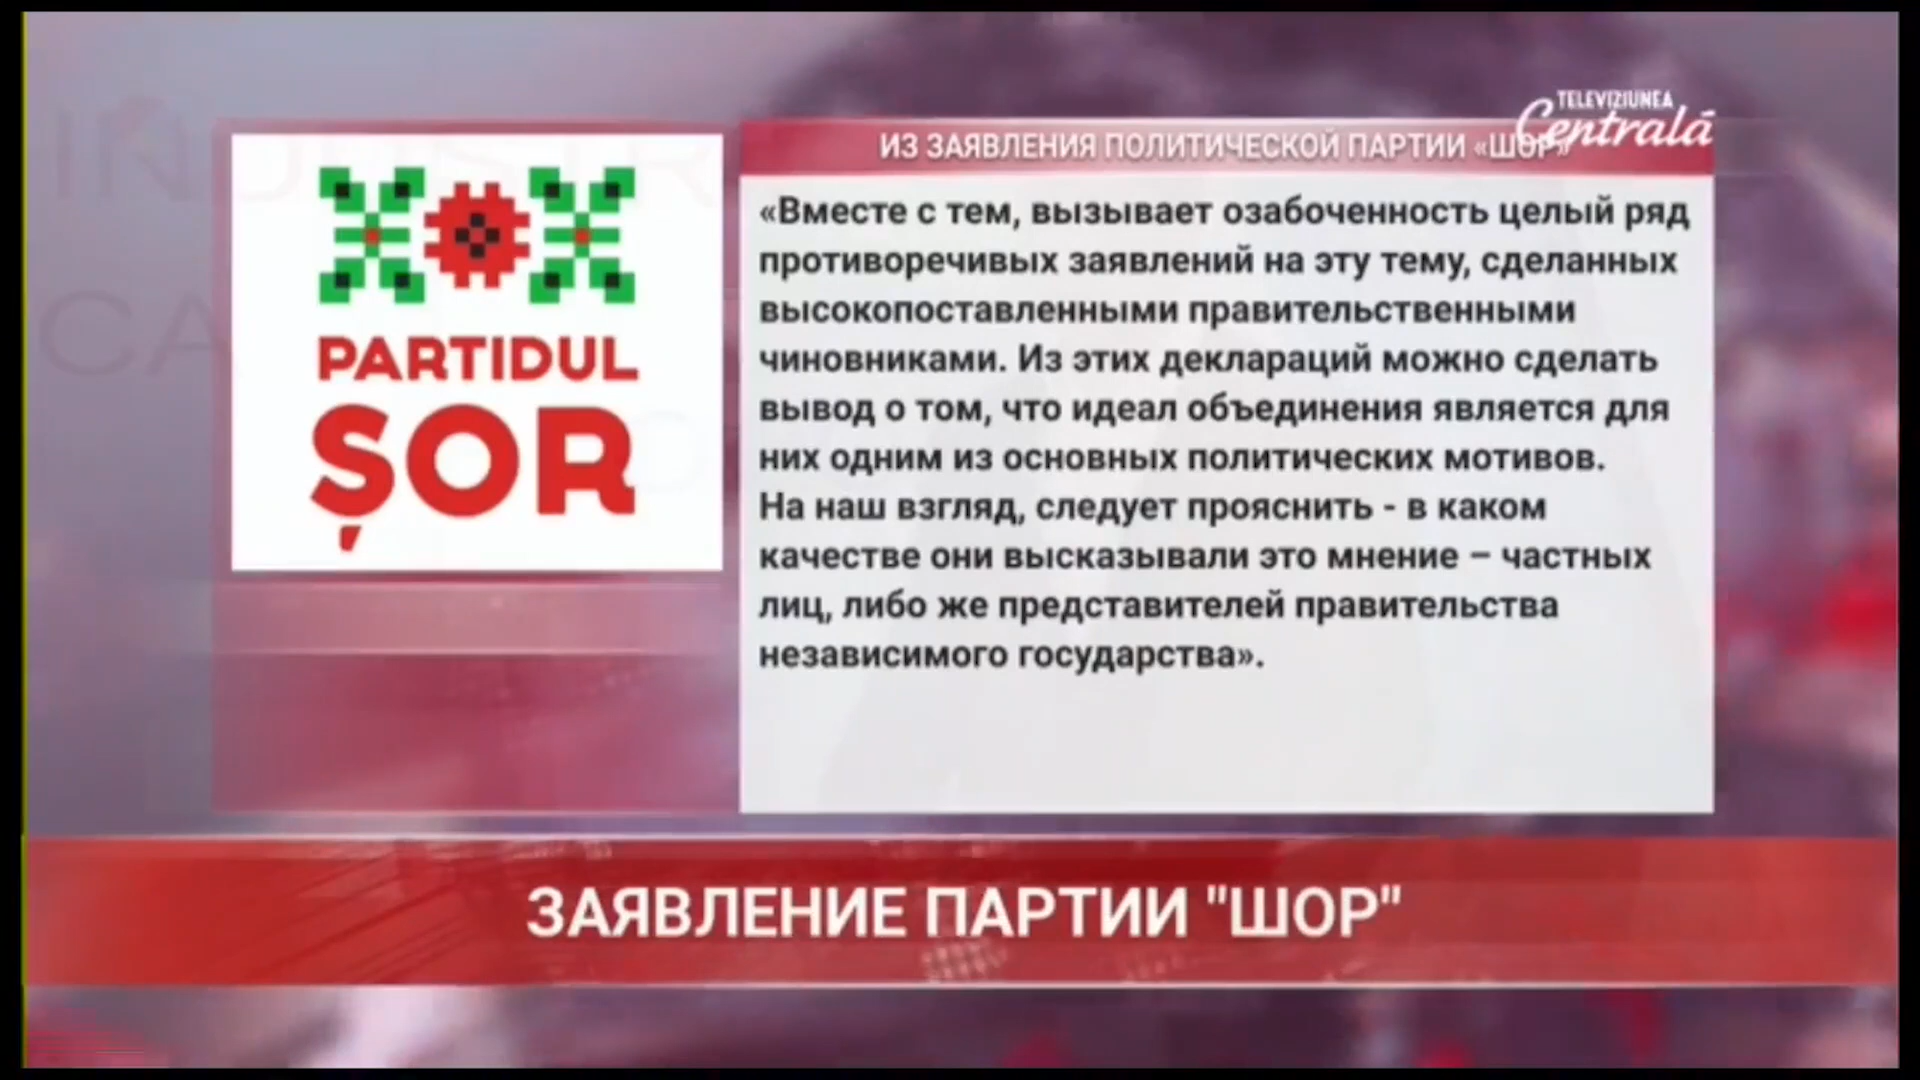 TELEVIZIUNEA
Centrală
ИЗ ЗАЯВЛЕНИЯ ПОЛИТИЧЕСКОЙ ПАРТИИ «ШОР»
PARTIDUL
ȘOR
«Вместе с тем, вызывает озабоченность целый ряд
противоречивых заявлений на эту тему, сделанных
высокопоставленными правительственными
чиновниками. Из этих деклараций можно сделать
вывод о том, что идеал объединения является для
них одним из основных политических мотивов.
На наш взгляд, следует прояснить - в каком
качестве они высказывали это мнение – частных
лиц, либо же представителей правительства
независимого государства».
ЗАЯВЛЕНИЕ ПАРТИИ "ШОР"